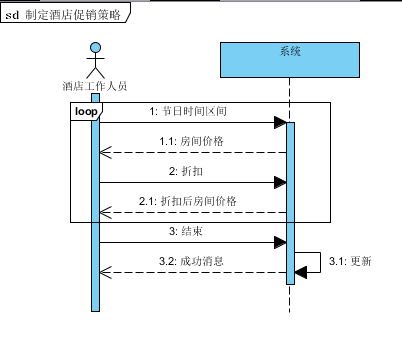 sd 制定酒店促销策略
系统
酒店工作人员
loop
1: 节日时间区间
1.1: 房间价格
2: 折扣
2.1: 折扣后房间价格
3: 结束
3.1: 更新
3.2: 成功消息